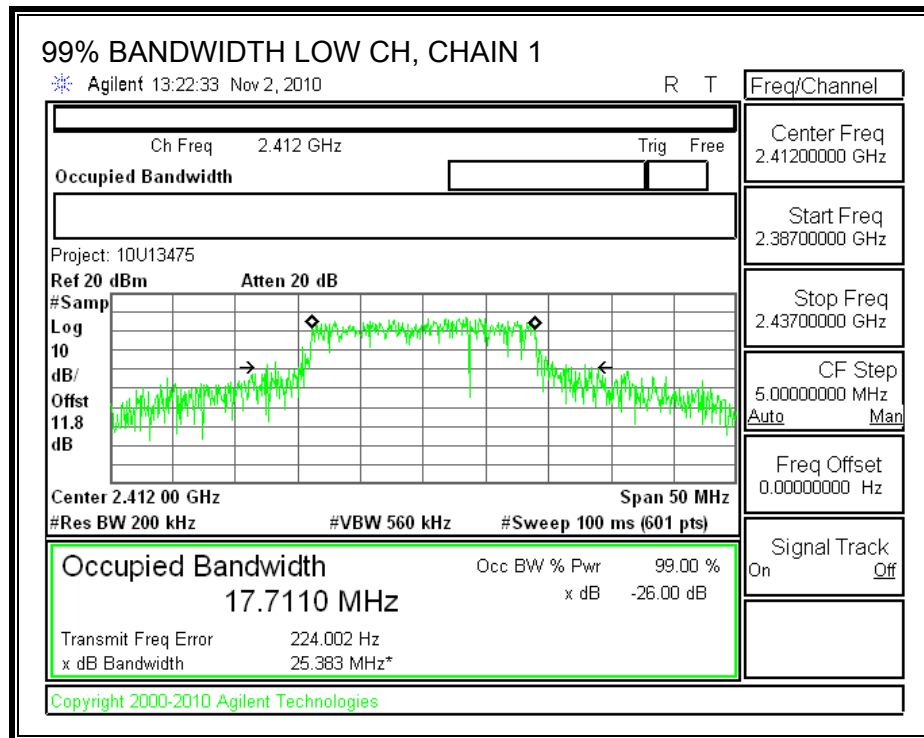 99% BANDWIDTH LOW CH, CHAIN 1
Agilent 13:22:33 Nov 2, 2010 R T
Ch Freq 2.412 GHz Trig Free
Occupied Bandwidth
Project: 10U13475
Ref 20 dBm Atten 20 dB
#Samp
Log
10
dB/
Offst
11.8
dB
Center 2.412 00 GHz Span 50 MHz
#Res BW 200 kHz #VBW 560 kHz #Sweep 100 ms (601 pts)
Occupied Bandwidth Occ BW % Pwr 99.00 %
17.7110 MHz x dB -26.00 dB
Transmit Freq Error 224.002 Hz
x dB Bandwidth 25.383 MHz*
Copyright 2000-2010 Agilent Technologies
Freq/Channel
Center Freq
2.41200000 GHz
Start Freq
2.38700000 GHz
Stop Freq
2.43700000 GHz
CF Step
5.00000000 MHz
Auto Man
Freq Offset
0.00000000 Hz
Signal Track
On Off